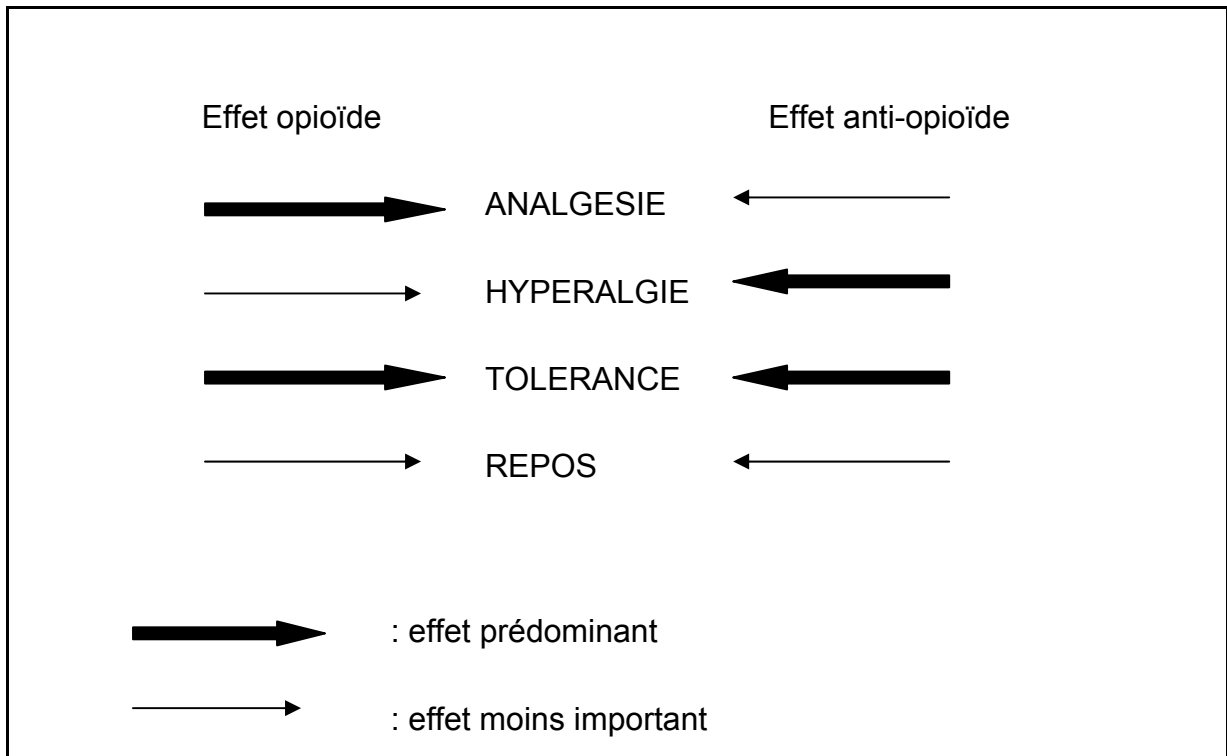 Effet opioïde Effet anti-opioïde
ANALGESIE
HYPERALGIE
TOLERANCE
REPOS
: effet prédominant
: effet moins important